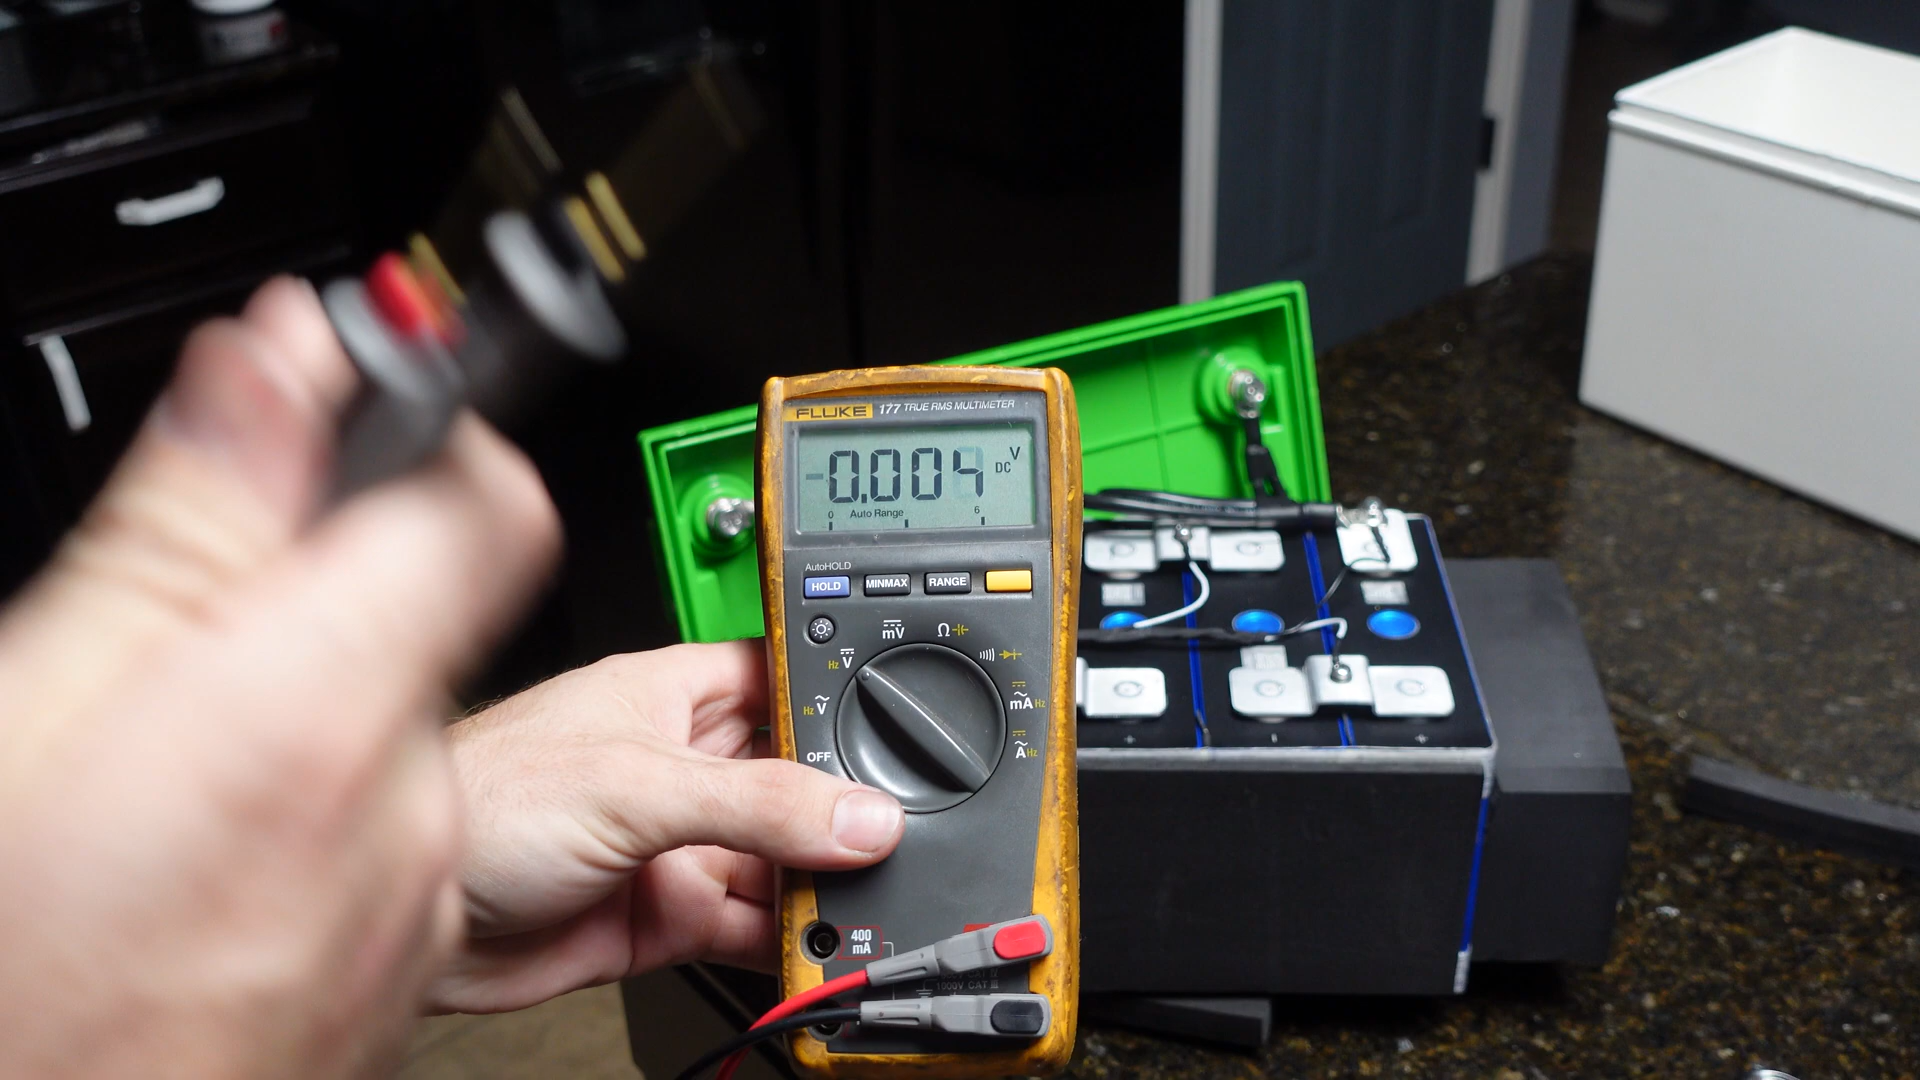 FLUKE 177 TRUE RMS MULTIMETER
-0.004 V DC
0 Auto Range 6
AutoHOLD
HOLD MINMAX RANGE
mV Ω
Hz V
Hz V
mA Hz
OFF
A Hz
400 mA
1000V CAT III
+ - +